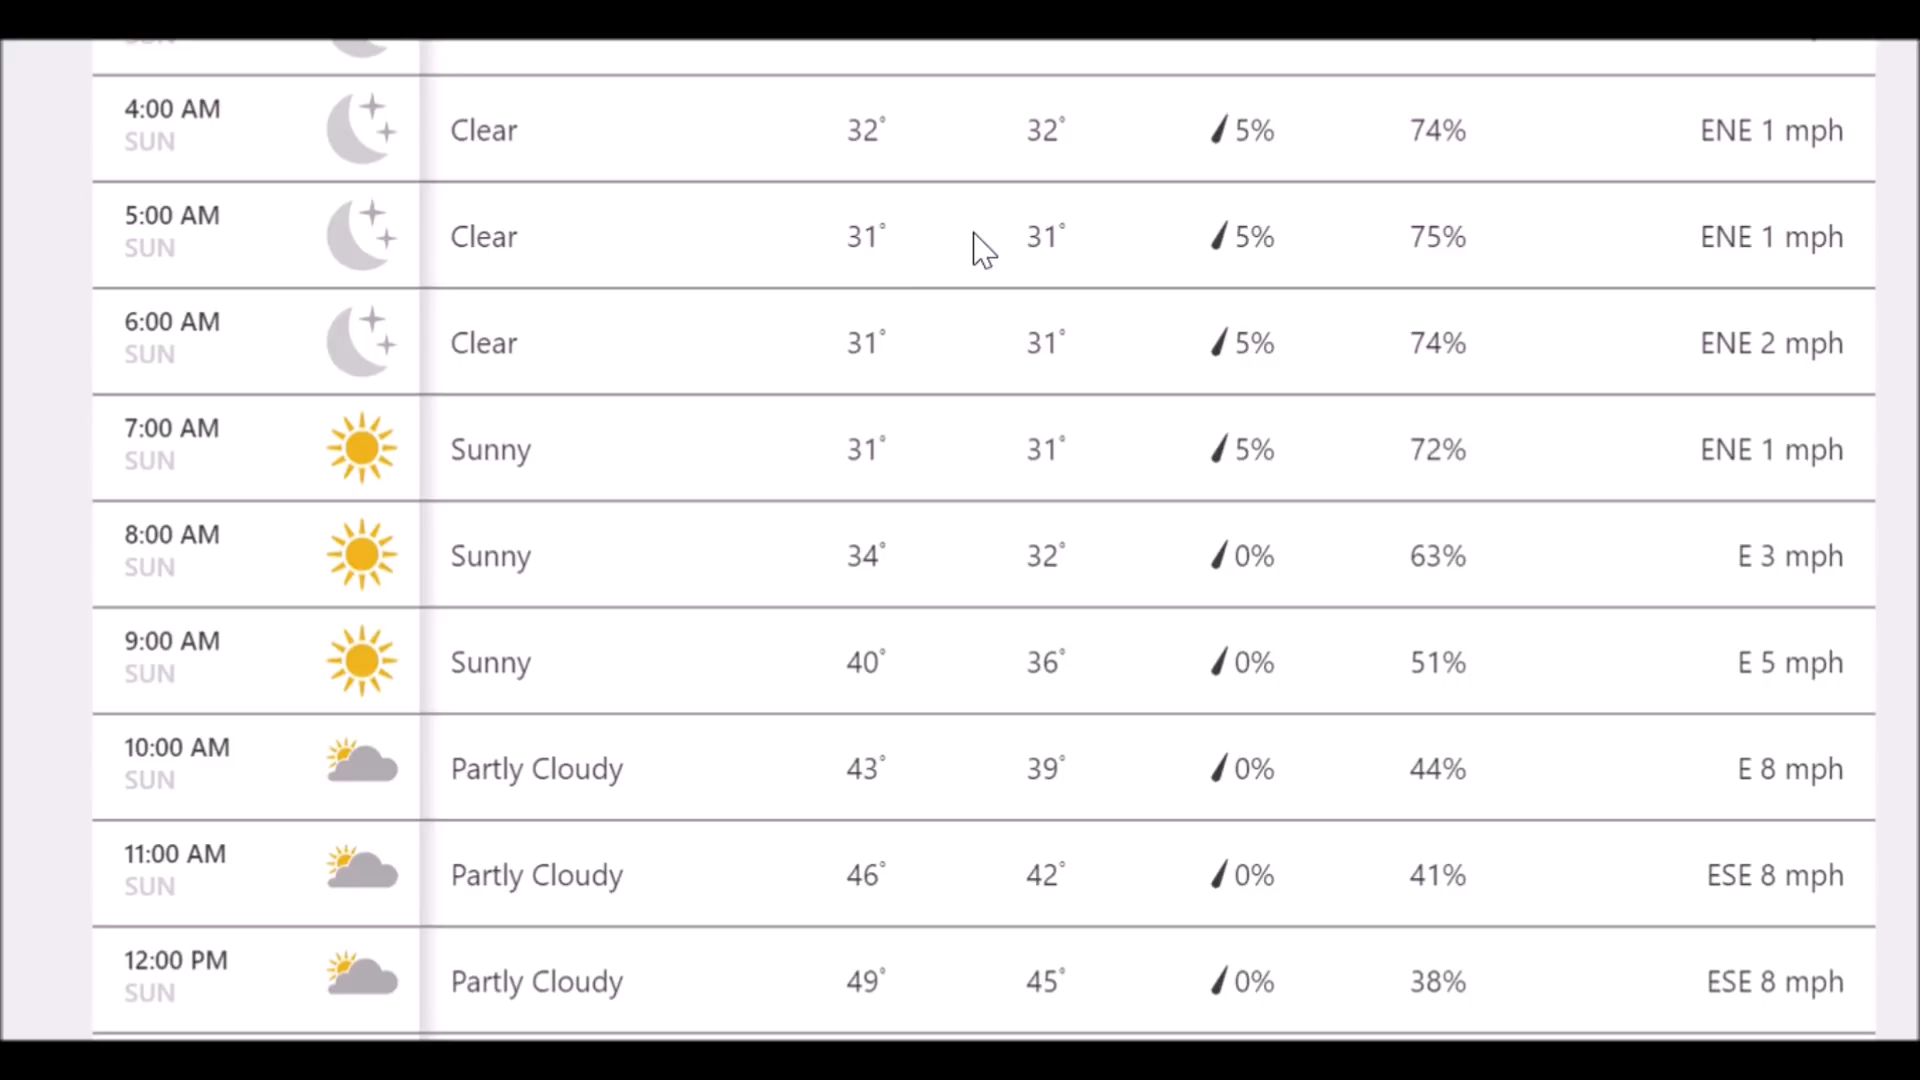 SUN
4:00 AM
SUN
Clear 32° 32° 5% 74% ENE 1 mph
5:00 AM
SUN
Clear 31° 31° 5% 75% ENE 1 mph
6:00 AM
SUN
Clear 31° 31° 5% 74% ENE 2 mph
7:00 AM
SUN
Sunny 31° 31° 5% 72% ENE 1 mph
8:00 AM
SUN
Sunny 34° 32° 0% 63% E 3 mph
9:00 AM
SUN
Sunny 40° 36° 0% 51% E 5 mph
10:00 AM
SUN
Partly Cloudy 43° 39° 0% 44% E 8 mph
11:00 AM
SUN
Partly Cloudy 46° 42° 0% 41% ESE 8 mph
12:00 PM
SUN
Partly Cloudy 49° 45° 0% 38% ESE 8 mph